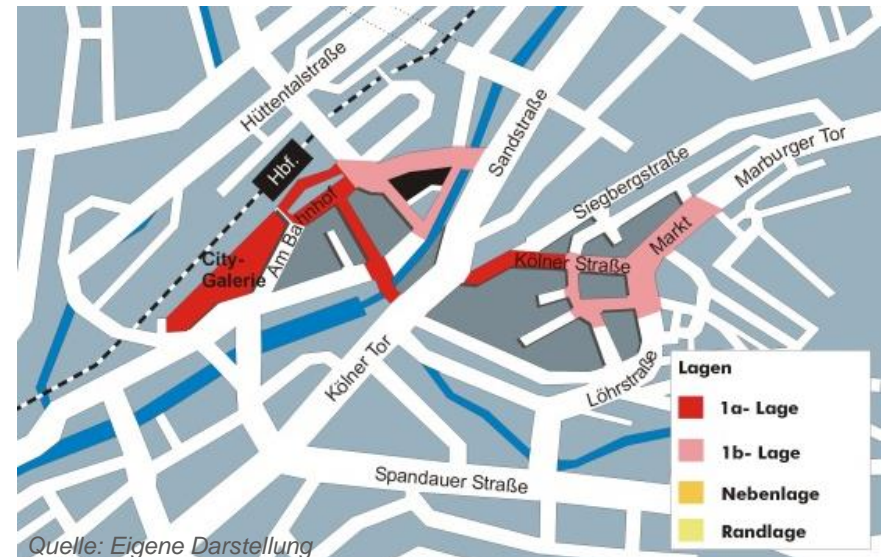 Hüttentalstraße
Hbf.
Sandstraße
Marburger Tor
Siegbergstraße
Am Bahnhof
Markt
City-
Galerie
Kölner Straße
Kölner Tor
Löhrstraße
Spandauer Straße
Lagen
1a- Lage
1b- Lage
Nebenlage
Randlage
Quelle: Eigene Darstellung